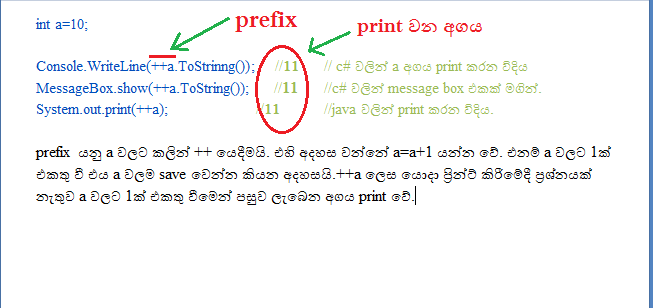 prefix
int a=10;
print වන අගය
Console.WriteLine(++a.ToStrinng()); //11 // c# වලින් a අගය print කරන විදිය
MessageBox.show(++a.ToString()); //11 //c# වලින් message box එකක් මගින්.
System.out.print(++a); //11 //java වලින් print කරන විදිය.
prefix යනු a වලට කලින් ++ යෙදීමයි. එහි අදහස වන්නේ a=a+1 යන්න වේ. එනම් a වලට 1ක්
එකතු වී එය a වලම save වෙන්න කියන අදහසයි.++a ලෙස යොදා ප්‍රින්ට් කිරීමේදී ප්‍රශ්නයක්
නැතුව a වලට 1ක් එකතු වීමෙන් පසුව ලැබෙන අගය print වේ.